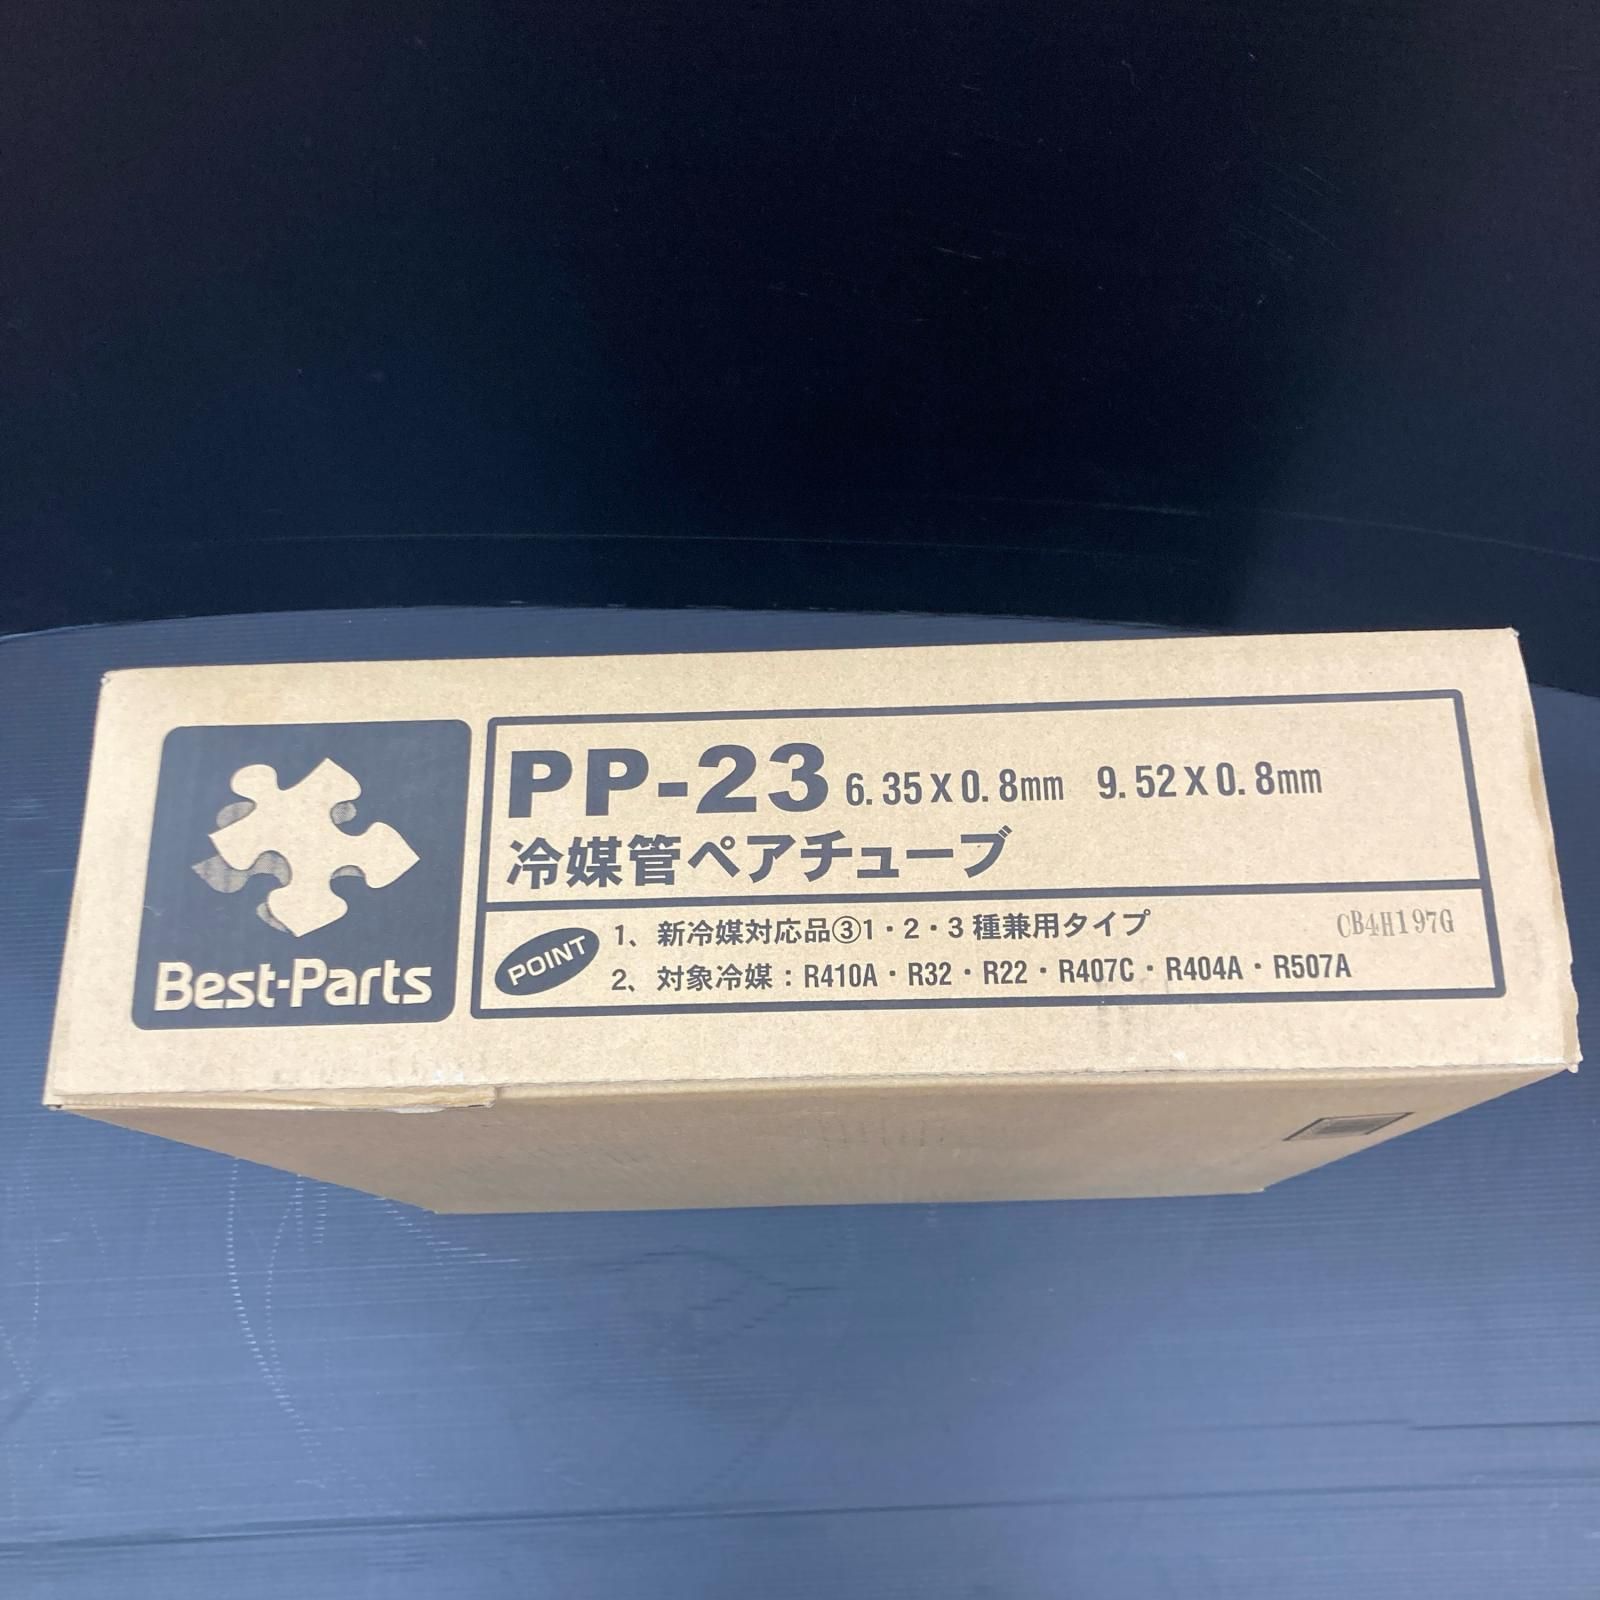 PP-23 6.35X0.8mm 9.52X0.8mm
冷媒管ペアチューブ
Best-Parts
POINT
1、新冷媒対応品③1・2・3種兼用タイプ
CB4H197G
2、対象冷媒：R410A・R32・R22・R407C・R404A・R507A